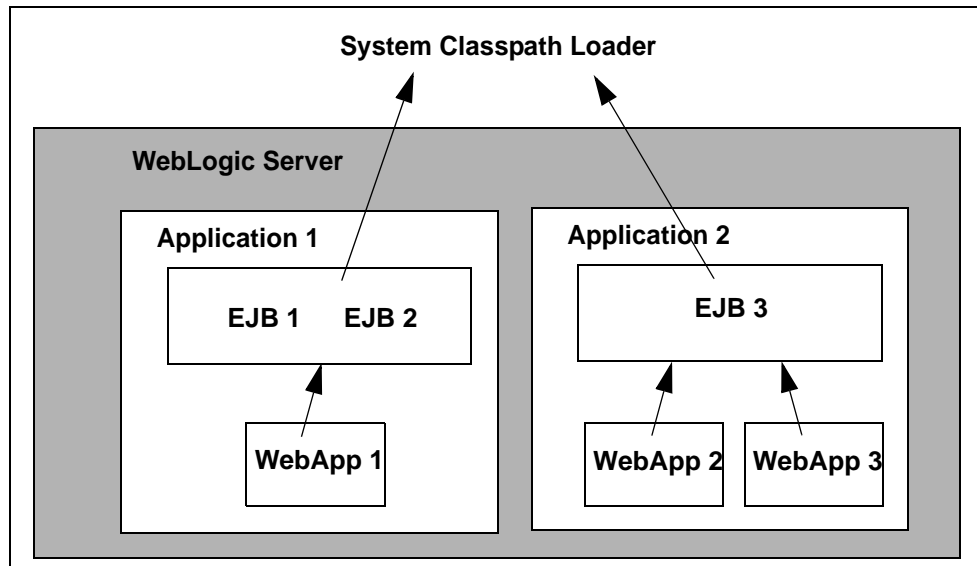 System Classpath Loader
WebLogic Server
Application 1
EJB 1 EJB 2
WebApp 1
Application 2
EJB 3
WebApp 2
WebApp 3